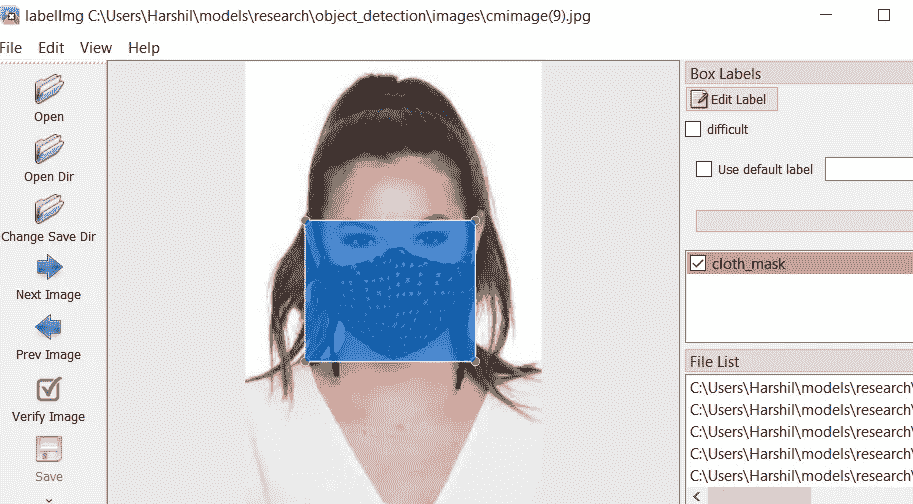 labelImg C:\Users\Harshil\models\research\object_detection\images\cmimage(9).jpg
File Edit View Help
Open
Open Dir
Change Save Dir
Next Image
Prev Image
Verify Image
Save
Box Labels
Edit Label
difficult
Use default label
cloth_mask
File List
C:\Users\Harshil\models\research\
C:\Users\Harshil\models\research\
C:\Users\Harshil\models\research\
C:\Users\Harshil\models\research\
C:\Users\Harshil\models\research\